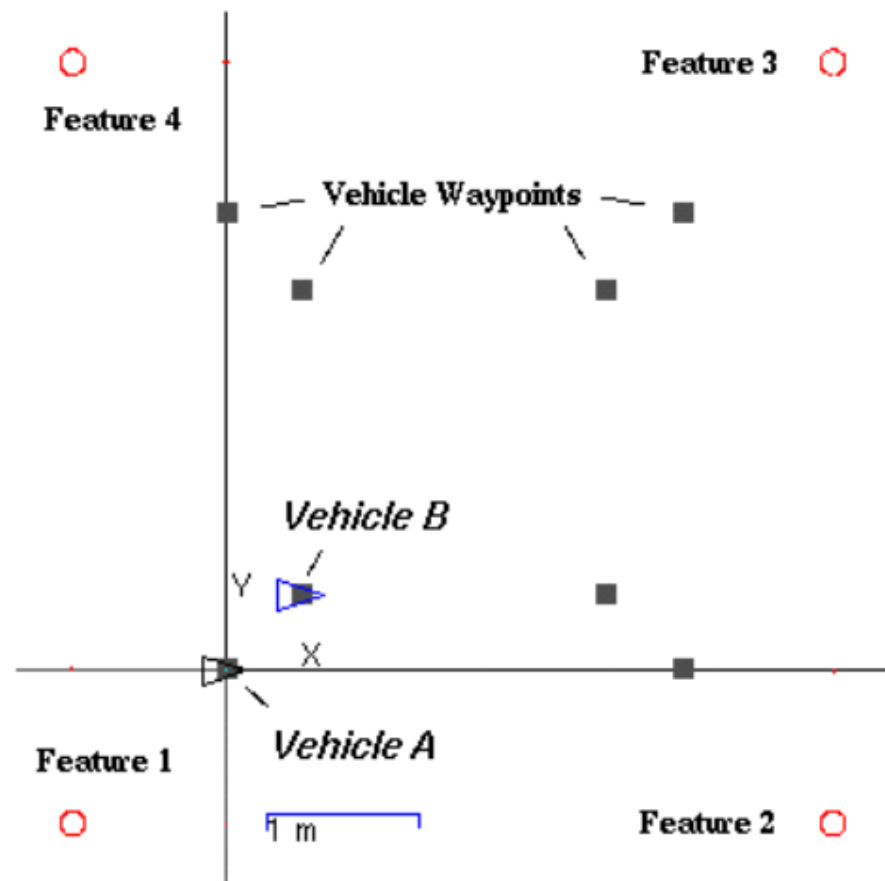 Feature 3
Feature 4
Vehicle Waypoints
Vehicle B
Y
X
Vehicle A
Feature 1
Feature 2
1 m